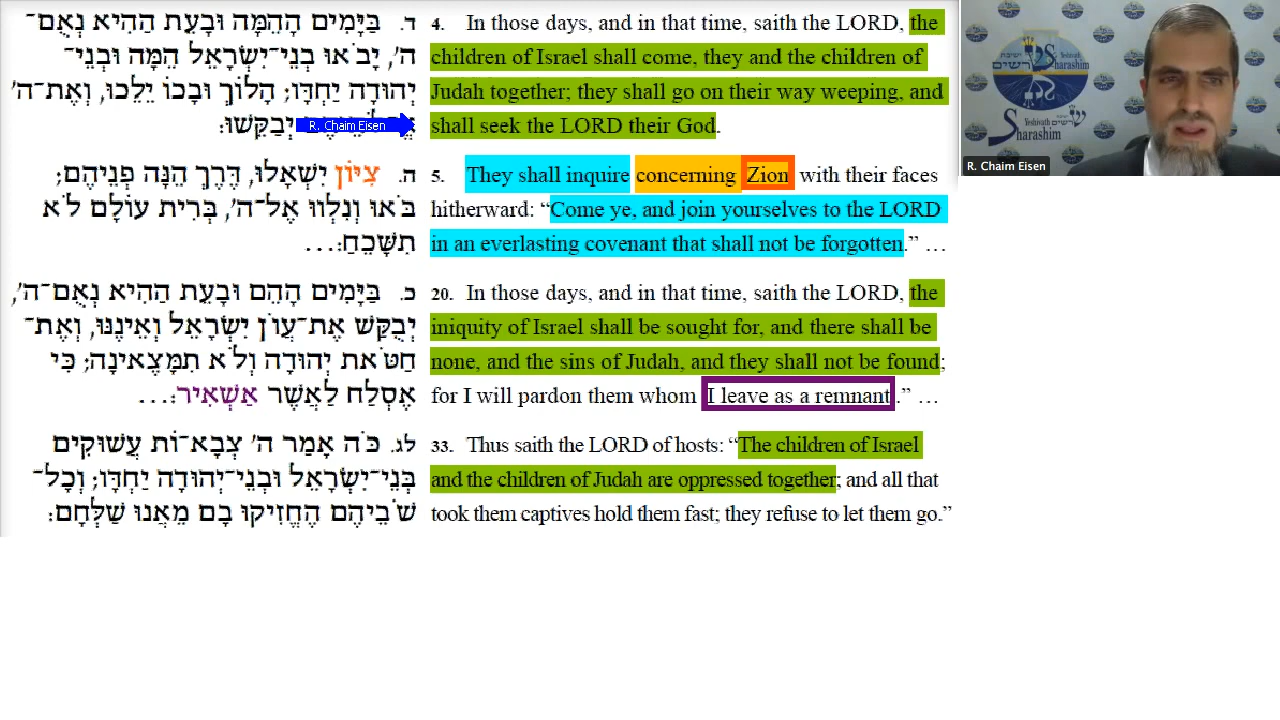 ד. בַּיָּמִים הָהֵמָּה וּבָעֵת הַהִיא נְאֻם־
ה', יָבֹאוּ בְנֵי־יִשְׂרָאֵל הֵמָּה וּבְנֵי־
יְהוּדָה יַחְדָּו; הָלוֹךְ וּבָכוֹ יֵלֵכוּ, וְאֶת־ה'
יְבַקֵּשׁוּ:
R. Chaim Eisen
4. In those days, and in that time, saith the LORD, the
children of Israel shall come, they and the children of
Judah together; they shall go on their way weeping, and
shall seek the LORD their God.
ה. צִיּוֹן יִשְׁאָלוּ, דֶּרֶךְ הֵנָּה פְנֵיהֶם;
בֹּאוּ וְנִלְווּ אֶל־ה', בְּרִית עוֹלָם לֹא
תִשָּׁכֵחַ:...
5. They shall inquire concerning Zion with their faces
hitherward: “Come ye, and join yourselves to the LORD
in an everlasting covenant that shall not be forgotten.” …
כ. בַּיָּמִים הָהֵם וּבָעֵת הַהִיא נְאֻם־ה',
יְבֻקַּשׁ אֶת־עֲוֹן יִשְׂרָאֵל וְאֵינֶנּוּ, וְאֶת־
חַטֹּאת יְהוּדָה וְלֹא תִמָּצֶאינָה; כִּי
אֶסְלַח לַאֲשֶׁר אַשְׁאִיר:...
20. In those days, and in that time, saith the LORD, the
iniquity of Israel shall be sought for, and there shall be
none, and the sins of Judah, and they shall not be found;
for I will pardon them whom I leave as a remnant.” …
לג. כֹּה אָמַר ה' צְבָא־וֹת עֲשׁוּקִים
בְּנֵי־יִשְׂרָאֵל וּבְנֵי־יְהוּדָה יַחְדָּו; וְכָל־
שֹׁבֵיהֶם הֶחֱזִיקוּ בָם מֵאֲנוּ שַׁלְּחָם:
33. Thus saith the LORD of hosts: “The children of Israel
and the children of Judah are oppressed together; and all that
took them captives hold them fast; they refuse to let them go.”
ישיבת
שרשים
Yeshivath
Sharashim
Yeshivath שרשים
Sharashim
R. Chaim Eisen